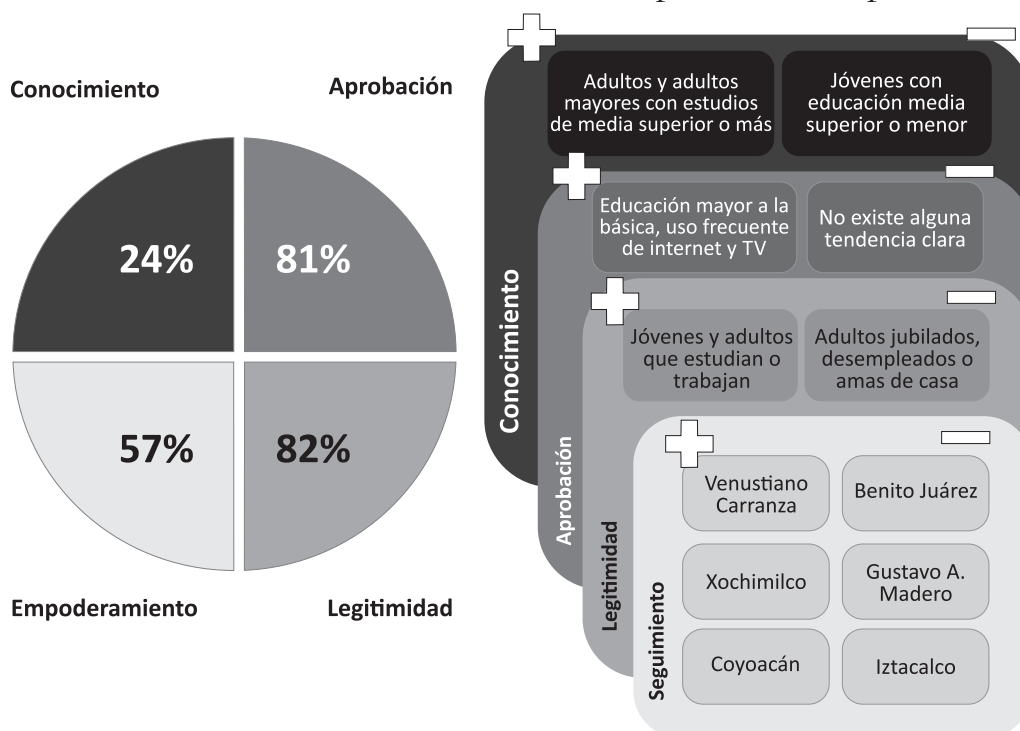 Conocimiento
Aprobación
24%
81%
57%
82%
Empoderamiento
Legitimidad
Conocimiento
Adultos y adultos
mayores con estudios
de media superior o más
Jóvenes con
educación media
superior o menor
Aprobación
Educación mayor a la
básica, uso frecuente
de internet y TV
No existe alguna
tendencia clara
Legitimidad
Jóvenes y adultos
que estudian o
trabajan
Adultos jubilados,
desempleados o
amas de casa
Seguimiento
Venustiano
Carranza
Benito Juárez
Xochimilco
Gustavo A.
Madero
Coyoacán
Iztacalco